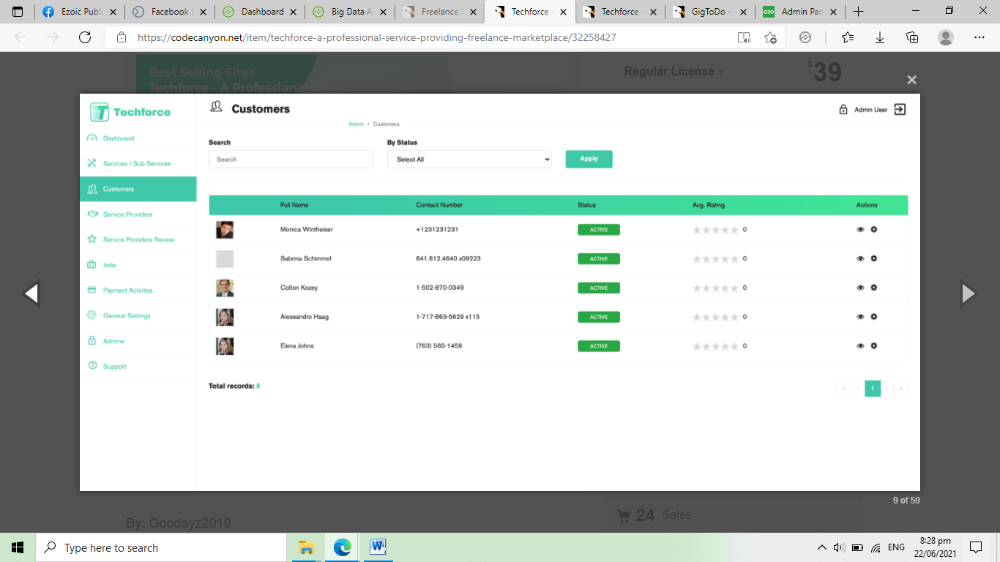 Ezoic Publi
Facebook D
Dashboard
Big Data A
Freelance
Techforce -
Techforce -
GigToDo -
G2D Admin Pan
https://codecanyon.net/item/techforce-a-professional-service-providing-freelance-marketplace/32258427
Best Selling Sites
Techforce - A Professional
Regular License
$39
Techforce
Customers
Admin User
Admin / Customers
Dashboard
Services / Sub Services
Customers
Service Providers
Service Providers Review
Jobs
Payment Activites
General Settings
Admins
Support
Search
By Status
Search
Select All
Apply
Full Name Contact Number Status Avg. Rating Actions
Monica Wintheiser +1231231231 ACTIVE 0
Sabrina Schimmel 641.612.4640 x09223 ACTIVE 0
Colton Kozey 1-502-870-0349 ACTIVE 0
Alessandro Haag 1-717-863-5629 x115 ACTIVE 0
Elena Johns (763) 565-1459 ACTIVE 0
Total records: 5
« ‹ 1 › »
9 of 50
By: Goodayz2019
24 Sales
Type here to search
ENG
8:28 pm
22/06/2021